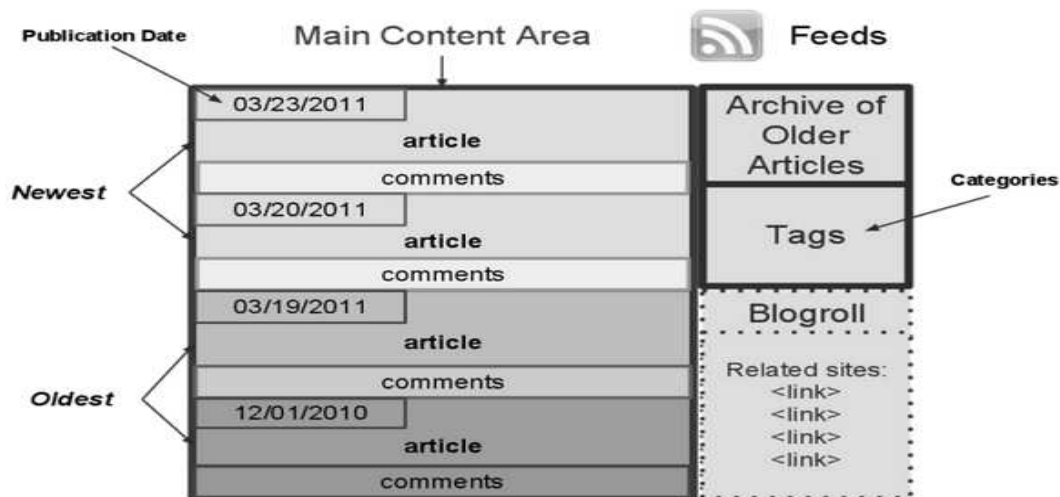 Publication Date
Main Content Area
Feeds
03/23/2011
article
comments
Newest
03/20/2011
article
comments
03/19/2011
article
comments
Oldest
12/01/2010
article
comments
Archive of
Older
Articles
Categories
Tags
Blogroll
Related sites:
<link>
<link>
<link>
<link>